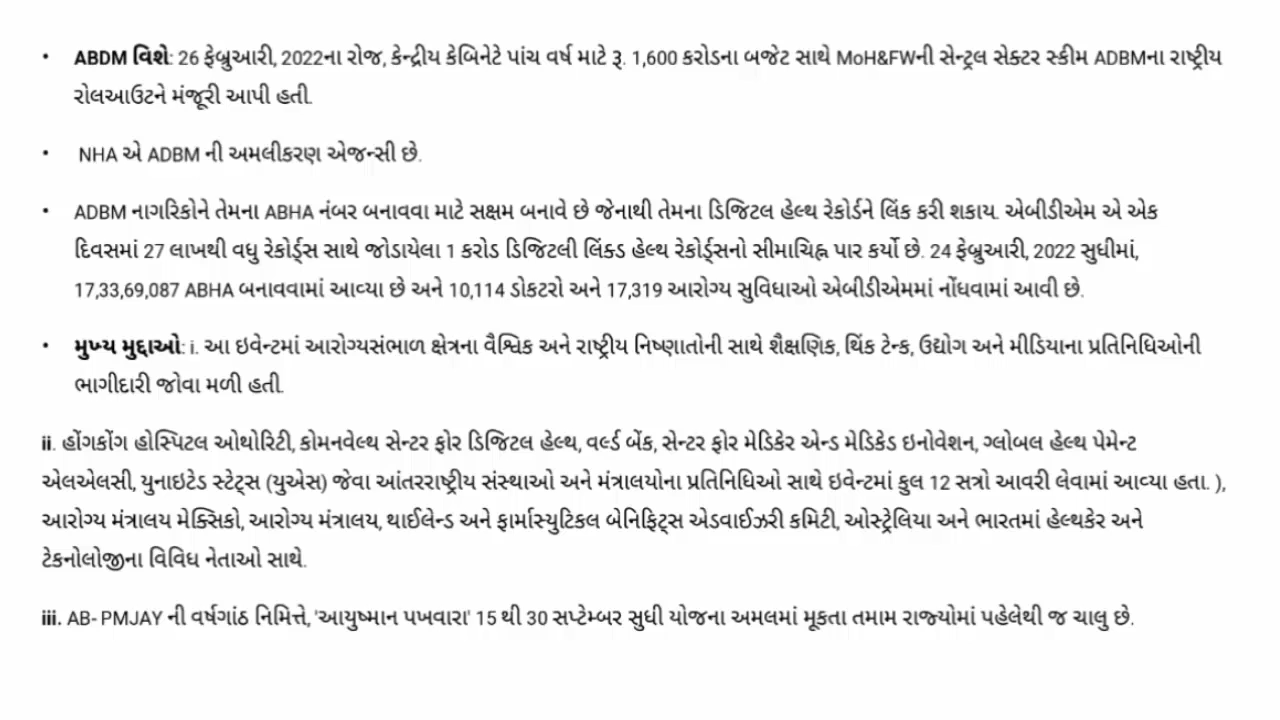 • ABDM વિશે: 26 ફેબ્રુઆરી, 2022ના રોજ, કેન્દ્રીય કેબિનેટે પાંચ વર્ષ માટે રૂ. 1,600 કરોડના બજેટ સાથે MoH&FWની સેન્ટ્રલ સેક્ટર સ્કીમ ADBMના રાષ્ટ્રીય
રોલઆઉટને મંજૂરી આપી હતી.
• NHA એ ADBM ની અમલીકરણ એજન્સી છે.
• ADBM નાગરિકોને તેમના ABHA નંબર બનાવવા માટે સક્ષમ બનાવે છે જેનાથી તેમના ડિજિટલ હેલ્થ રેકોર્ડને લિંક કરી શકાય. એબીડીએમ એ એક
દિવસમાં 27 લાખથી વધુ રેકોર્ડ્સ સાથે જોડાયેલા 1 કરોડ ડિજિટલી લિંક્ડ હેલ્થ રેકોર્ડ્સનો સીમાચિહ્ન પાર કર્યો છે. 24 ફેબ્રુઆરી, 2022 સુધીમાં,
17,33,69,087 ABHA બનાવવામાં આવ્યા છે અને 10,114 ડોકટરો અને 17,319 આરોગ્ય સુવિધાઓ એબીડીએમમાં નોંધવામાં આવી છે.
• મુખ્ય મુદ્દાઓ: i. આ ઇવેન્ટમાં આરોગ્યસંભાળ ક્ષેત્રના વૈશ્વિક અને રાષ્ટ્રીય નિષ્ણાતોની સાથે શૈક્ષણિક, થિંક ટેન્ક, ઉદ્યોગ અને મીડિયાના પ્રતિનિધિઓની
ભાગીદારી જોવા મળી હતી.
ii. હોંગકોંગ હોસ્પિટલ ઓથોરિટી, કોમનવેલ્થ સેન્ટર ફોર ડિજિટલ હેલ્થ, વર્લ્ડ બેંક, સેન્ટર ફોર મેડિકેર એન્ડ મેડિકેડ ઇનોવેશન, ગ્લોબલ હેલ્થ પેમેન્ટ
એલએલસી, યુનાઇટેડ સ્ટેટ્સ (યુએસ) જેવા આંતરરાષ્ટ્રીય સંસ્થાઓ અને મંત્રાલયોના પ્રતિનિધિઓ સાથે ઇવેન્ટમાં કુલ 12 સત્રો આવરી લેવામાં આવ્યા હતા. ),
આરોગ્ય મંત્રાલય મેક્સિકો, આરોગ્ય મંત્રાલય, થાઈલેન્ડ અને ફાર્માસ્યુટિકલ બેનિફિટ્સ એડવાઈઝરી કમિટી, ઓસ્ટ્રેલિયા અને ભારતમાં હેલ્થકેર અને
ટેકનોલોજીના વિવિધ નેતાઓ સાથે.
iii. AB- PMJAY ની વર્ષગાંઠ નિમિત્તે, 'આયુષ્માન પખવારા' 15 થી 30 સપ્ટેમ્બર સુધી યોજના અમલમાં મૂકતા તમામ રાજ્યોમાં પહેલેથી જ ચાલુ છે.